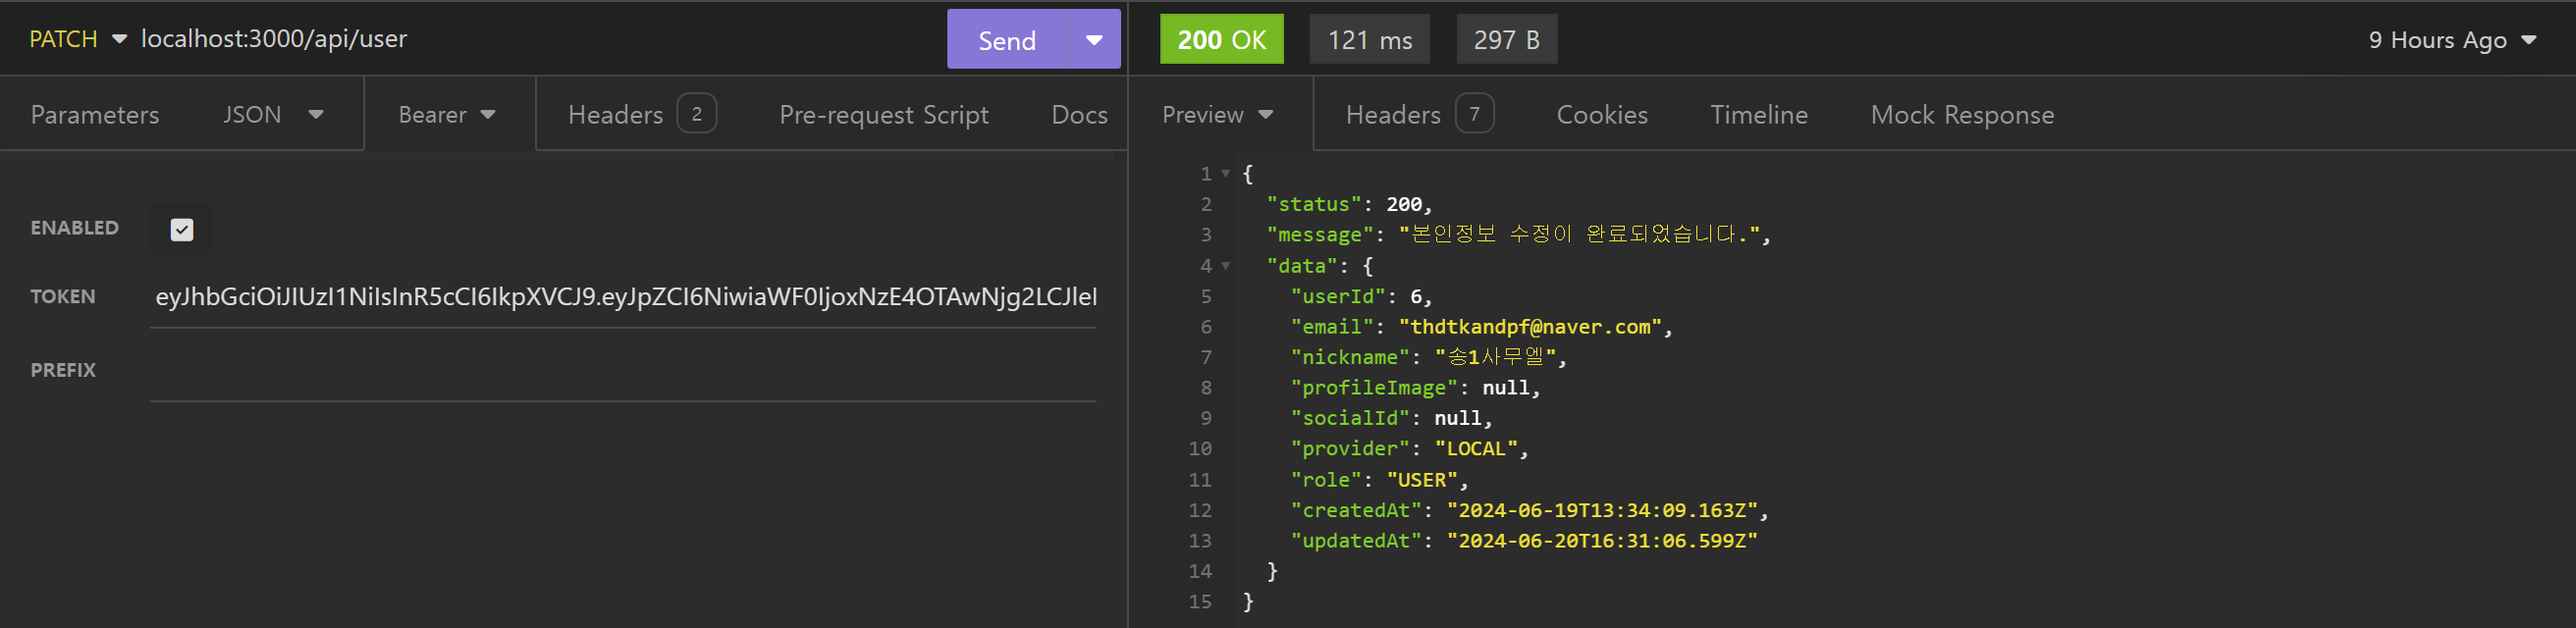 PATCH localhost:3000/api/user Send
200 OK 121 ms 297 B 9 Hours Ago
Parameters JSON Bearer Headers 2 Pre-request Script Docs
Preview Headers 7 Cookies Timeline Mock Response
ENABLED
TOKEN eyJhbGciOiJIUzI1NiIsInR5cCI6IkpXVCJ9.eyJpZCI6NiwiaWF0IjoxNzE4OTAwNjg2LCJleI
PREFIX
1 {
2 "status": 200,
3 "message": "본인정보 수정이 완료되었습니다.",
4 "data": {
5 "userId": 6,
6 "email": "thdtkandpf@naver.com",
7 "nickname": "송1사무엘",
8 "profileImage": null,
9 "socialId": null,
10 "provider": "LOCAL",
11 "role": "USER",
12 "createdAt": "2024-06-19T13:34:09.163Z",
13 "updatedAt": "2024-06-20T16:31:06.599Z"
14 }
15 }